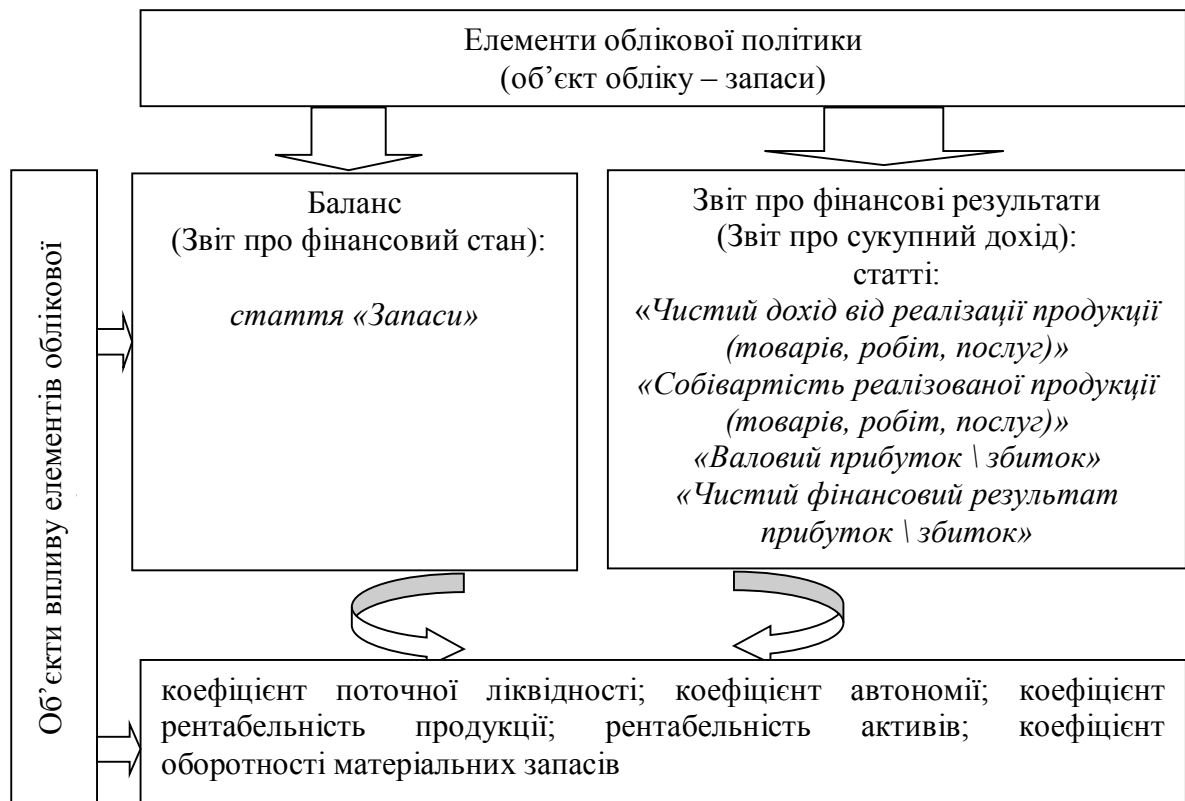 Елементи облікової політики
(об’єкт обліку – запаси)
Об’єкти впливу елементів облікової
Баланс
(Звіт про фінансовий стан):
стаття «Запаси»
Звіт про фінансові результати
(Звіт про сукупний дохід):
статті:
«Чистий дохід від реалізації продукції
(товарів, робіт, послуг)»
«Собівартість реалізованої продукції
(товарів, робіт, послуг)»
«Валовий прибуток \ збиток»
«Чистий фінансовий результат
прибуток \ збиток»
коефіцієнт поточної ліквідності; коефіцієнт автономії; коефіцієнт
рентабельність продукції; рентабельність активів; коефіцієнт
оборотності матеріальних запасів